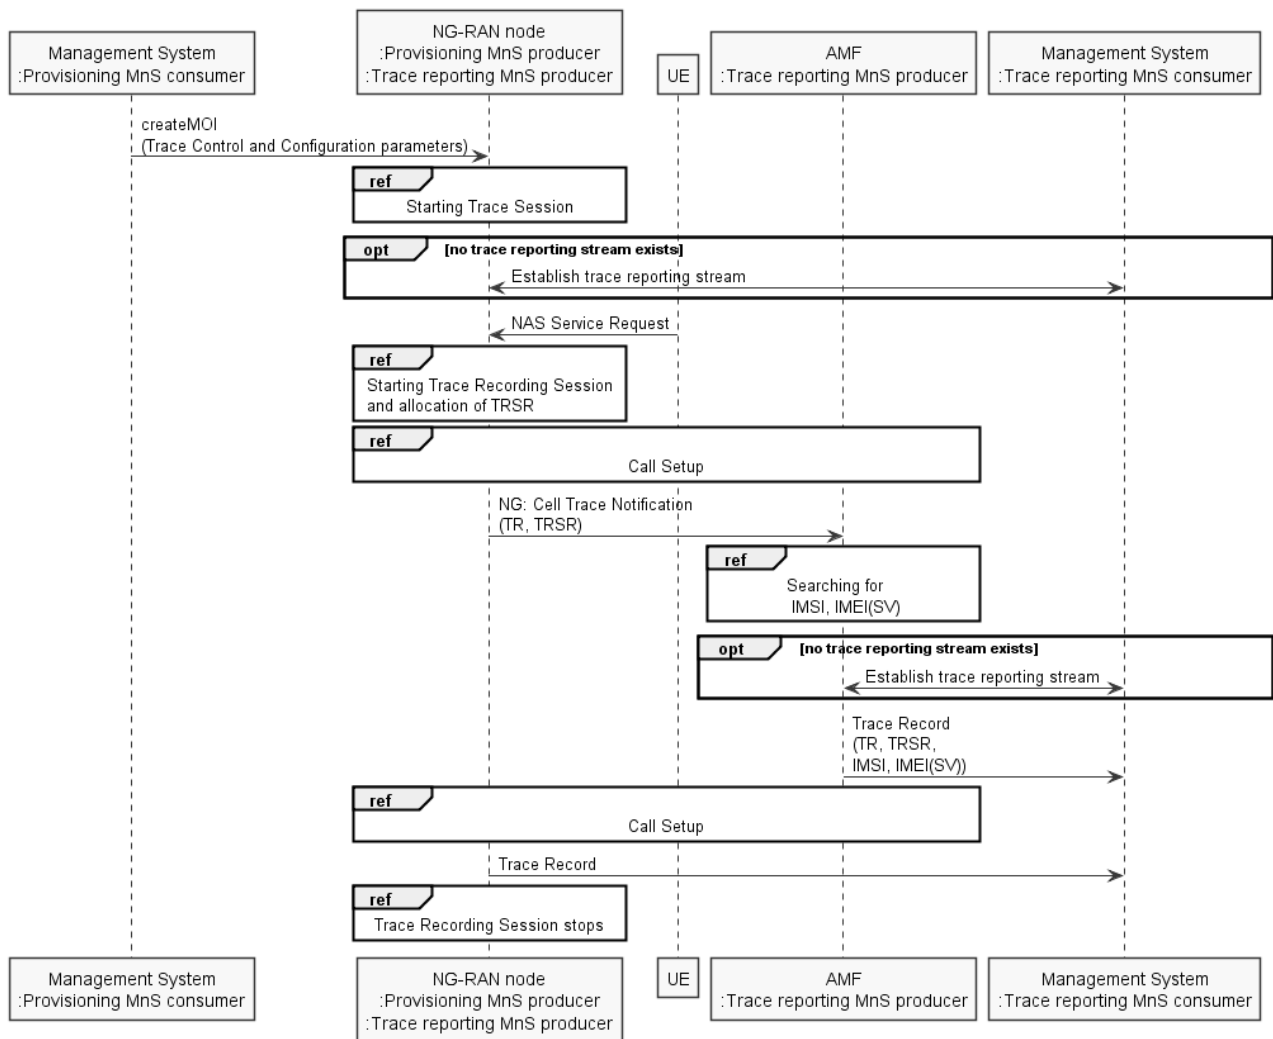 Management System
:Provisioning MnS consumer
NG-RAN node
:Provisioning MnS producer
:Trace reporting MnS producer
UE
AMF
:Trace reporting MnS producer
Management System
:Trace reporting MnS consumer
createMOI
(Trace Control and Configuration parameters)
ref
Starting Trace Session
opt
[no trace reporting stream exists]
Establish trace reporting stream
NAS Service Request
ref
Starting Trace Recording Session
and allocation of TRSR
ref
Call Setup
NG: Cell Trace Notification
(TR, TRSR)
ref
Searching for
IMSI, IMEI(SV)
opt
[no trace reporting stream exists]
Establish trace reporting stream
Trace Record
(TR, TRSR,
IMSI, IMEI(SV))
ref
Call Setup
Trace Record
ref
Trace Recording Session stops
Management System
:Provisioning MnS consumer
NG-RAN node
:Provisioning MnS producer
:Trace reporting MnS producer
UE
AMF
:Trace reporting MnS producer
Management System
:Trace reporting MnS consumer